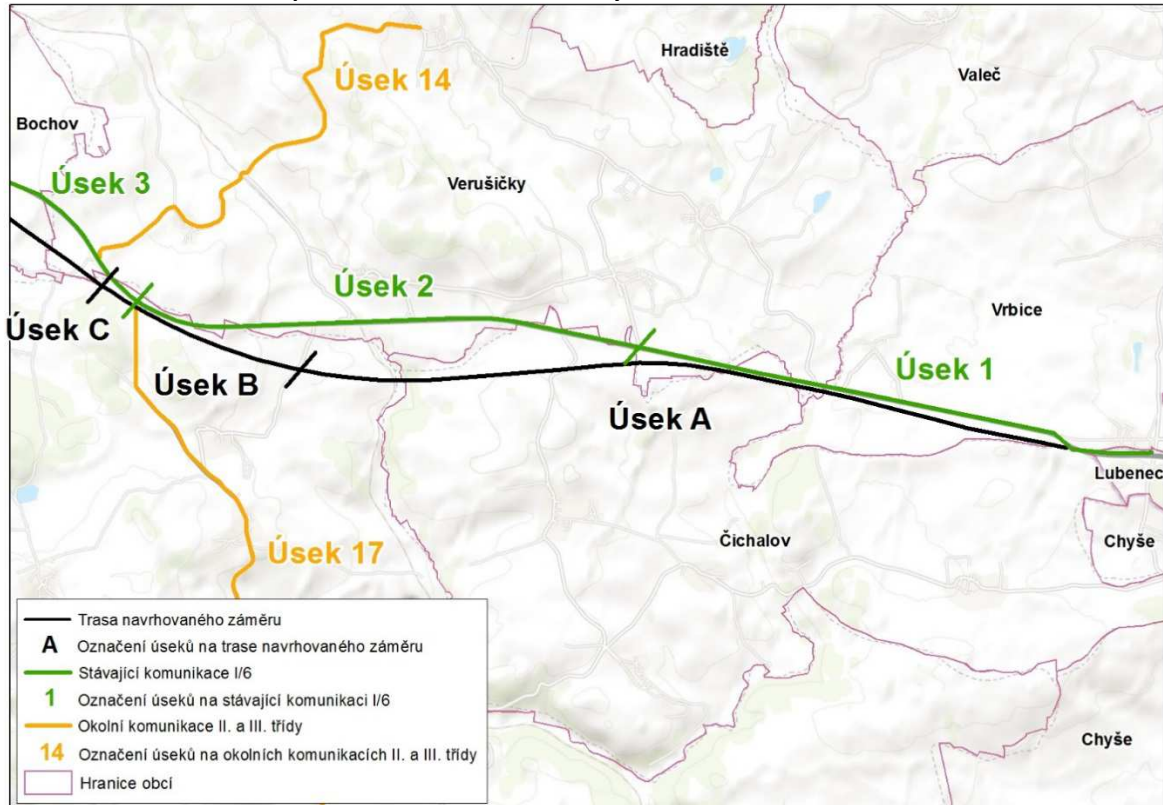 Hradiště
Úsek 14
Valeč
Bochov
Úsek 3
Verušičky
Úsek 2
Vrbice
Úsek C
Úsek B
Úsek A
Úsek 1
Lubenec
Čichalov
Chyše
Úsek 17
Trasa navrhovaného záměru
A Označení úseků na trase navrhovaného záměru
Stávající komunikace I/6
1 Označení úseků na stávající komunikaci I/6
Okolní komunikace II. a III. třídy
14 Označení úseků na okolních komunikacích II. a III. třídy
Hranice obcí
Chyše